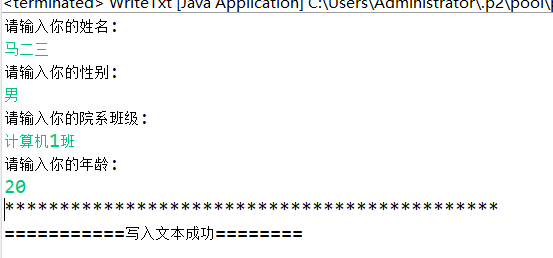 <terminated> WriteTxt [Java Application] C:\Users\Administrator\.p2\pool\
请输入你的姓名:
马二三
请输入你的性别:
男
请输入你的院系班级:
计算机1班
请输入你的年龄:
20
**********************************************
===========写入文本成功========